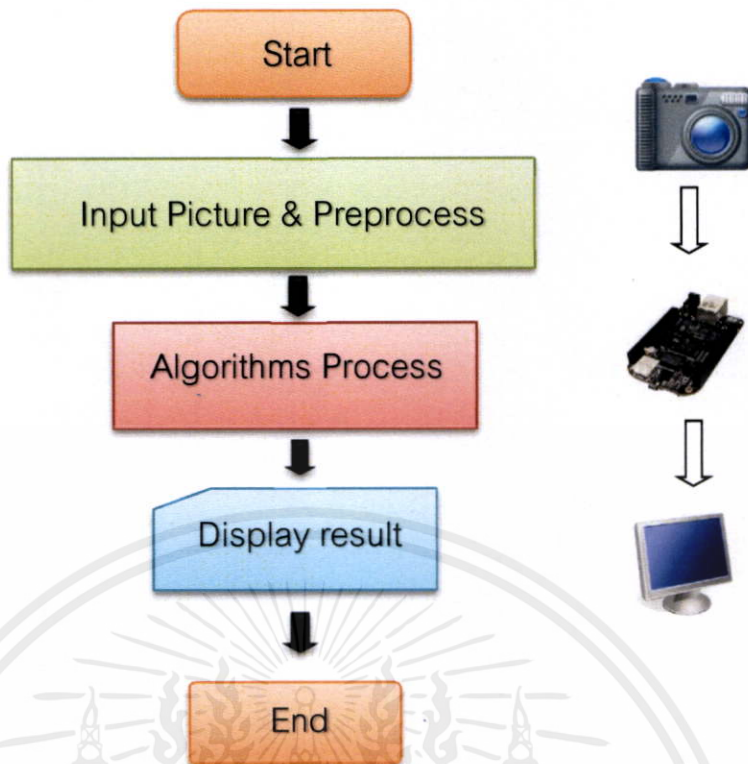 Start
Input Picture & Preprocess
Algorithms Process
Display result
End